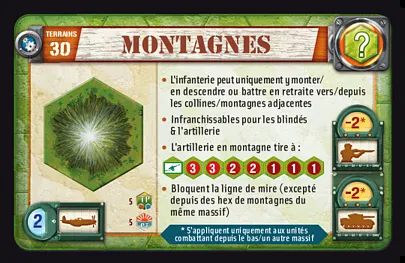 TERRAINS
30
MONTAGNES
?
• L'infanterie peut uniquement y monter/
en descendre ou battre en retraite vers/depuis
les collines/montagnes adjacentes
• Infranchissables pour les blindés
& l'artillerie
• L'artillerie en montagne tire à :
3 3 2 2 1 1 1
• Bloquent la ligne de mire (excepté
depuis des hex de montagnes du
même massif)
* S'appliquent uniquement aux unités
combattant depuis le bas/un autre massif
-2*
-2*
5
5
2